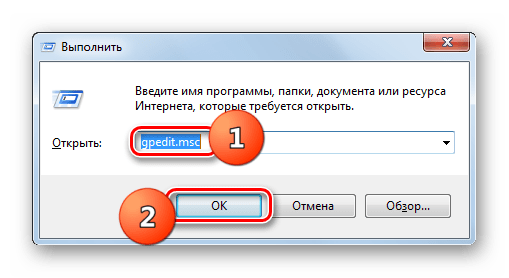 Выполнить
Введите имя программы, папки, документа или ресурса
Интернета, которые требуется открыть.
Открыть: gpedit.msc 1
2 ОК Отмена Обзор...